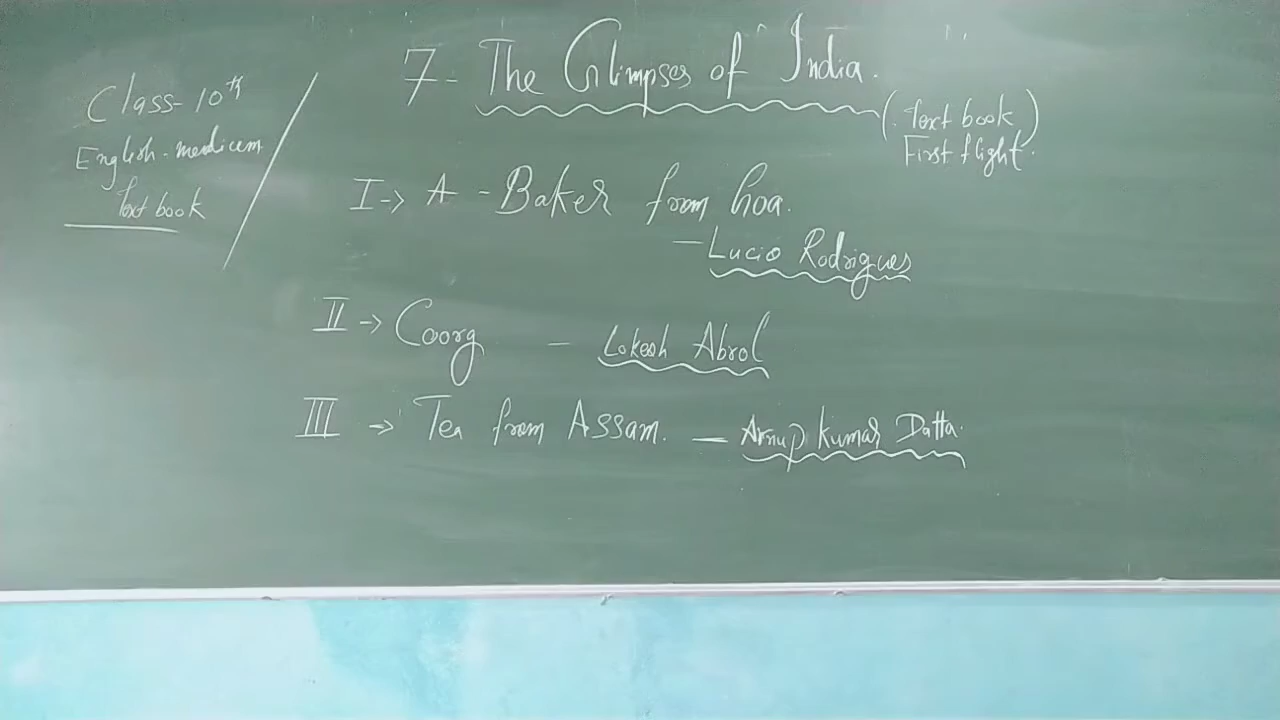 7- The Glimpses of India.
(Text book
First flight.)
Class-10th
English-medium
Text book
I-> A-Baker from Goa.
- Lucio Rodrigues
II -> Coorg - Lokesh Abrol
III -> Tea from Assam. - Arnup Kumar Datta.